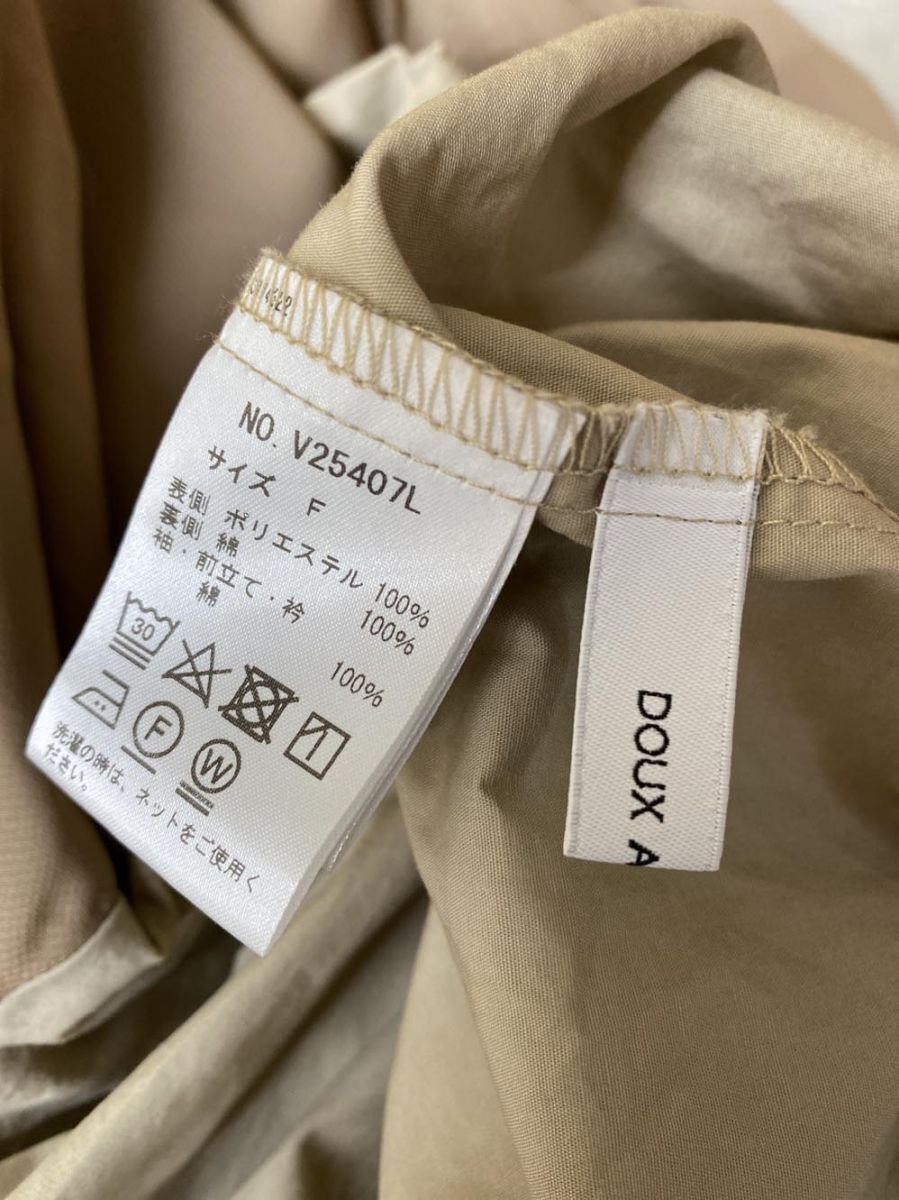 NO. V25407L
サイズ F
表側 ポリエステル 100%
裏側 綿 100%
袖・前立て・衿
綿 100%
30
F
W
洗濯の時は、ネットをご使用く
ださい。
DOUX A